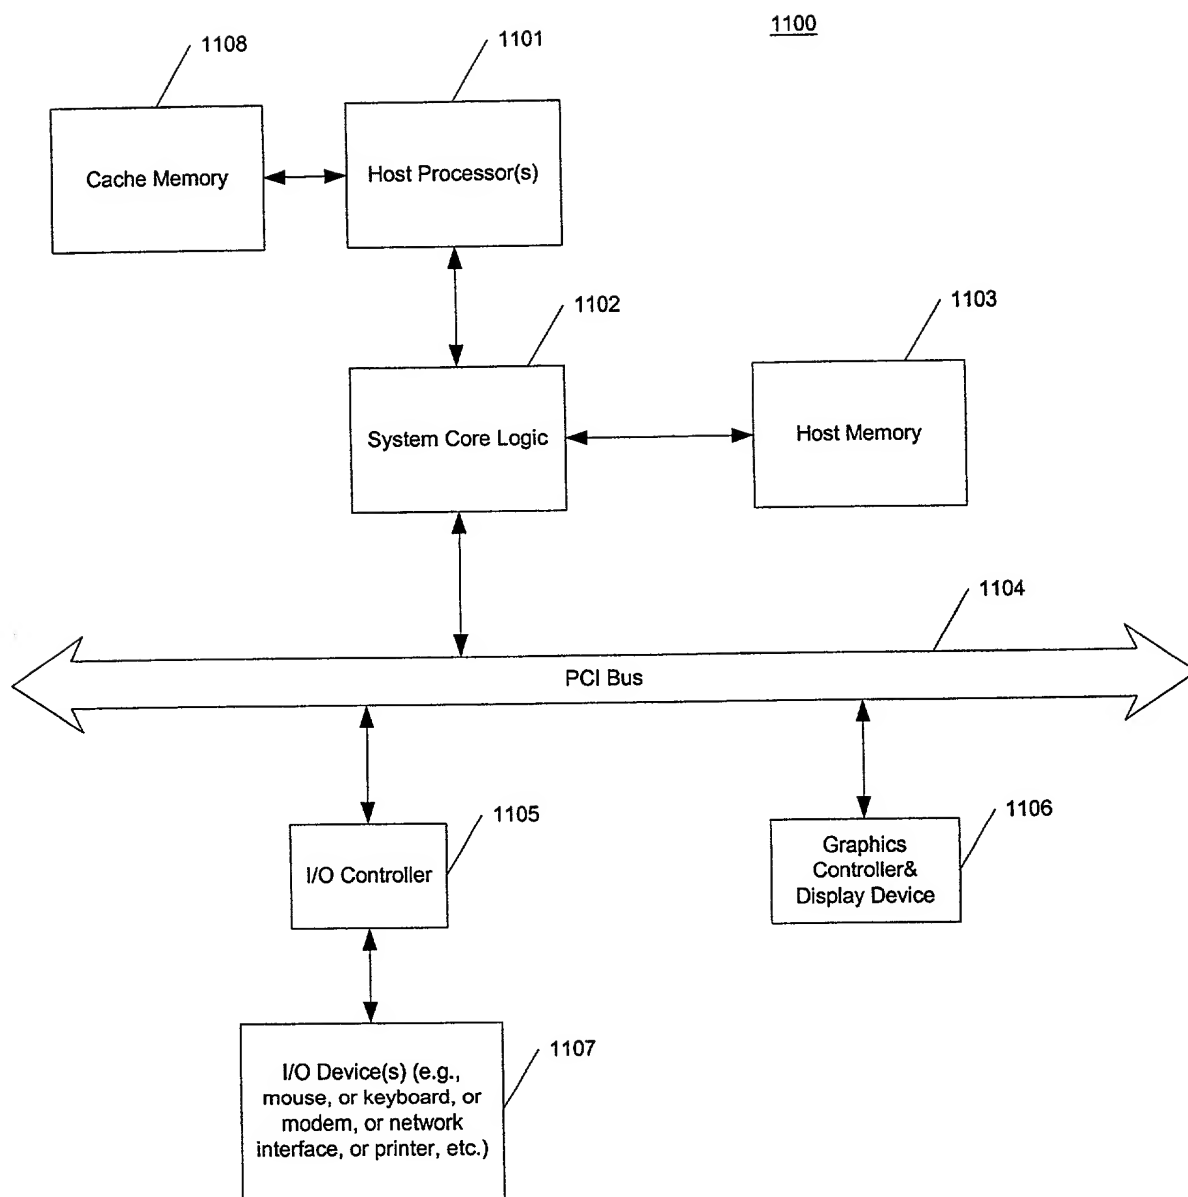 1100
1108
1101
Cache Memory
Host Processor(s)
1102
1103
System Core Logic
Host Memory
1104
PCI Bus
1105
1106
I/O Controller
Graphics
Controller&
Display Device
1107
I/O Device(s) (e.g.,
mouse, or keyboard, or
modem, or network
interface, or printer, etc.)